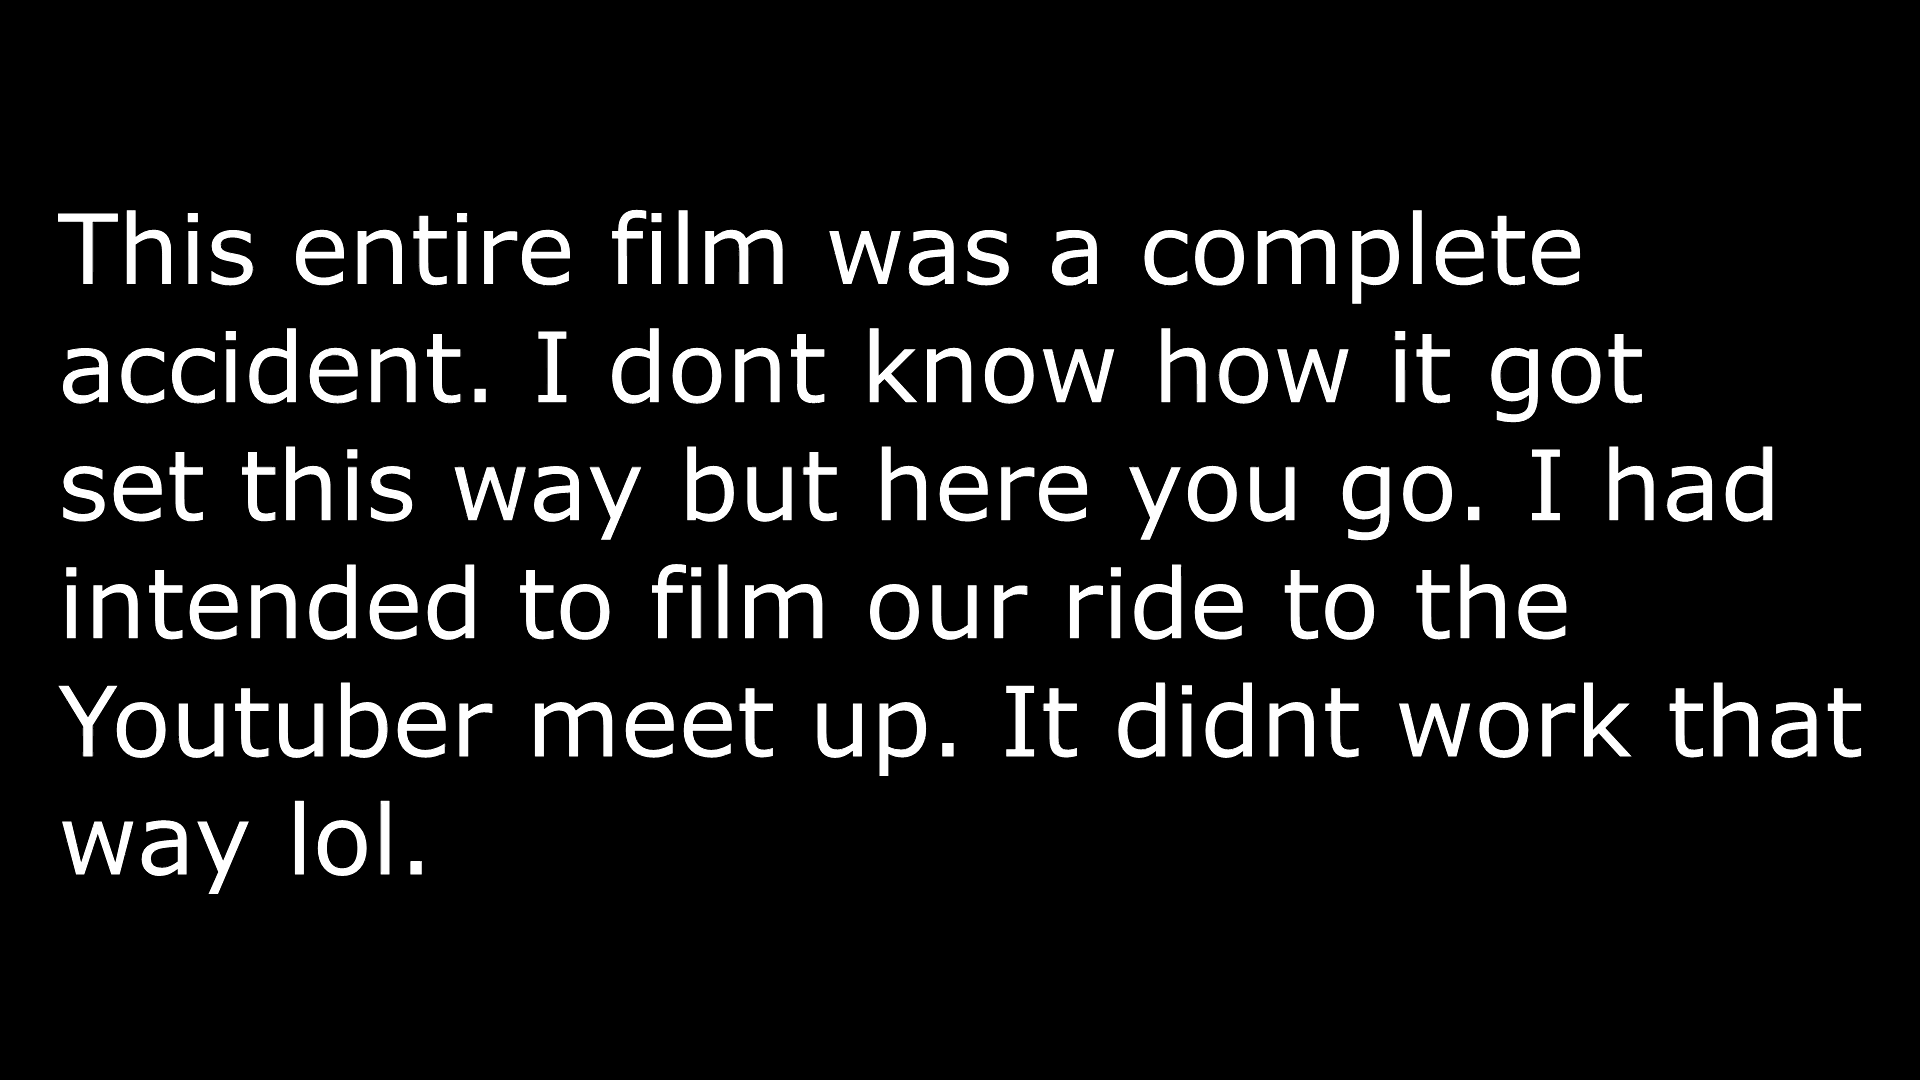 This entire film was a complete
accident. I dont know how it got
set this way but here you go. I had
intended to film our ride to the
Youtuber meet up. It didnt work that
way lol.